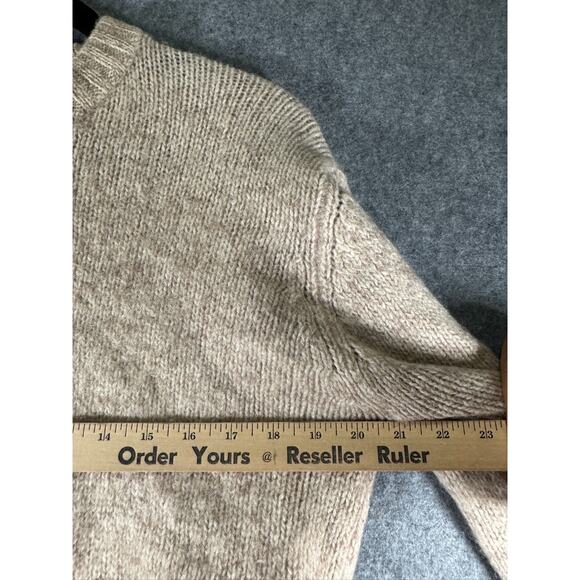 14 15 16 17 18 19 20 21 22 23
Order Yours @ Reseller Ruler